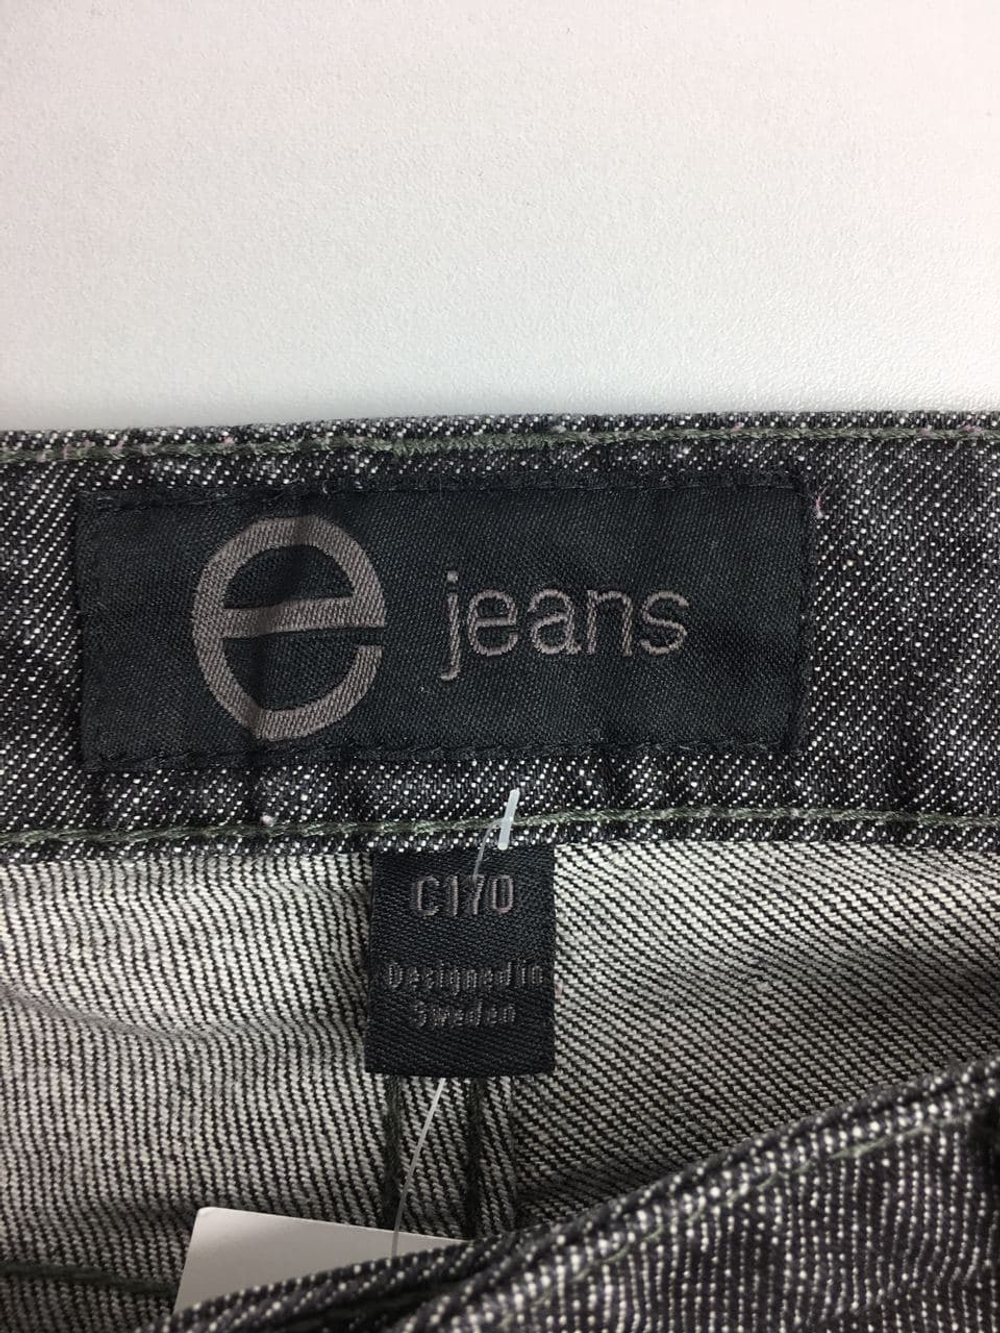 e jeans
C170
Designed in
Sweden